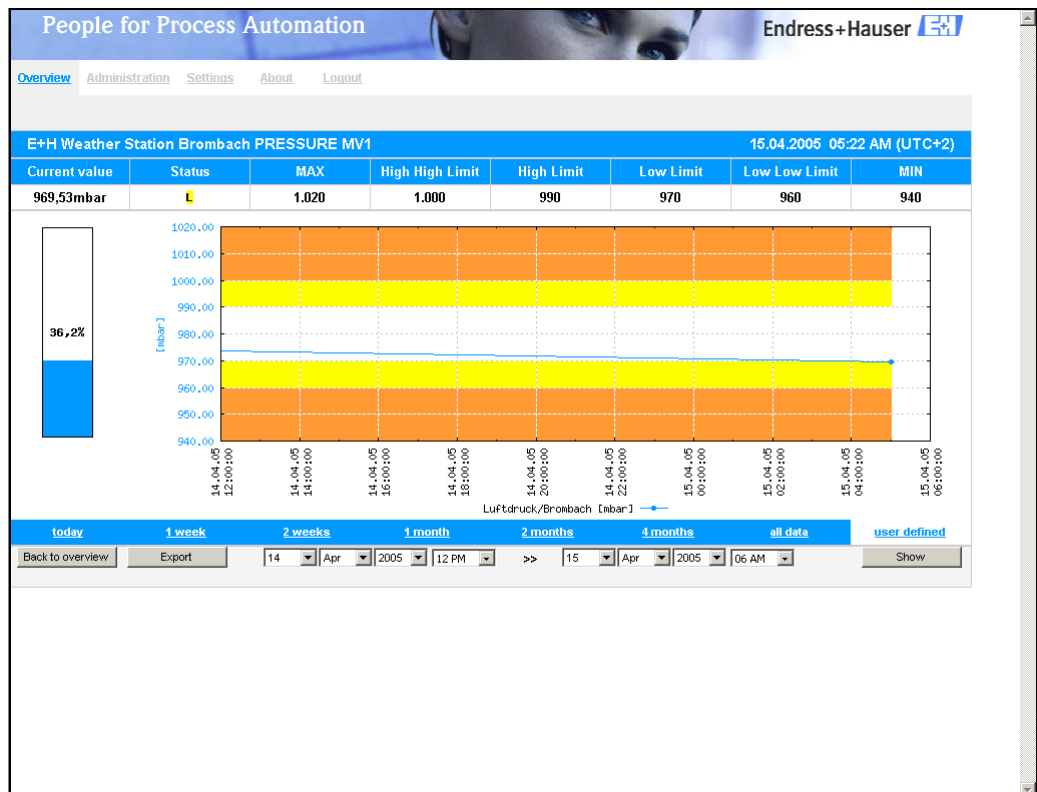 People for Process Automation
Endress+Hauser EH
Overview Administration Settings About Logout
E+H Weather Station Brombach PRESSURE MV1 15.04.2005 05:22 AM (UTC+2)
Current value Status MAX High High Limit High Limit Low Limit Low Low Limit MIN
969,53mbar L 1.020 1.000 990 970 960 940
36,2%
[mbar]
1020.00
1010.00
1000.00
990.00
980.00
970.00
960.00
950.00
940.00
14.04.05 12:00:00
14.04.05 14:00:00
14.04.05 16:00:00
14.04.05 18:00:00
14.04.05 20:00:00
14.04.05 22:00:00
15.04.05 00:00:00
15.04.05 02:00:00
15.04.05 04:00:00
15.04.05 06:00:00
Luftdruck/Brombach [mbar]
today 1 week 2 weeks 1 month 2 months 4 months all data user defined
Back to overview Export 14 Apr 2005 12 PM >> 15 Apr 2005 06 AM Show